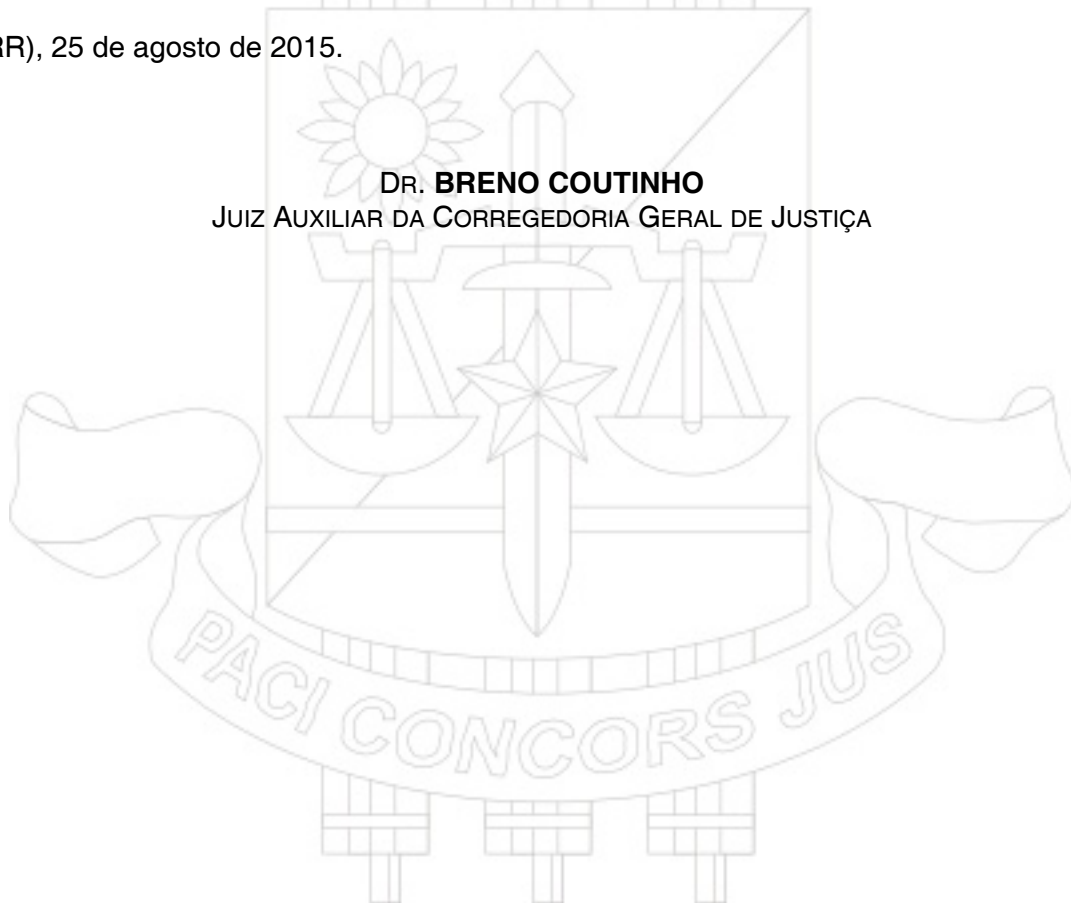 RR), 25 de agosto de 2015.
DR. BRENO COUTINHO
JUIZ AUXILIAR DA CORREGEDORIA GERAL DE JUSTIÇA
PACI CONCORS JUS